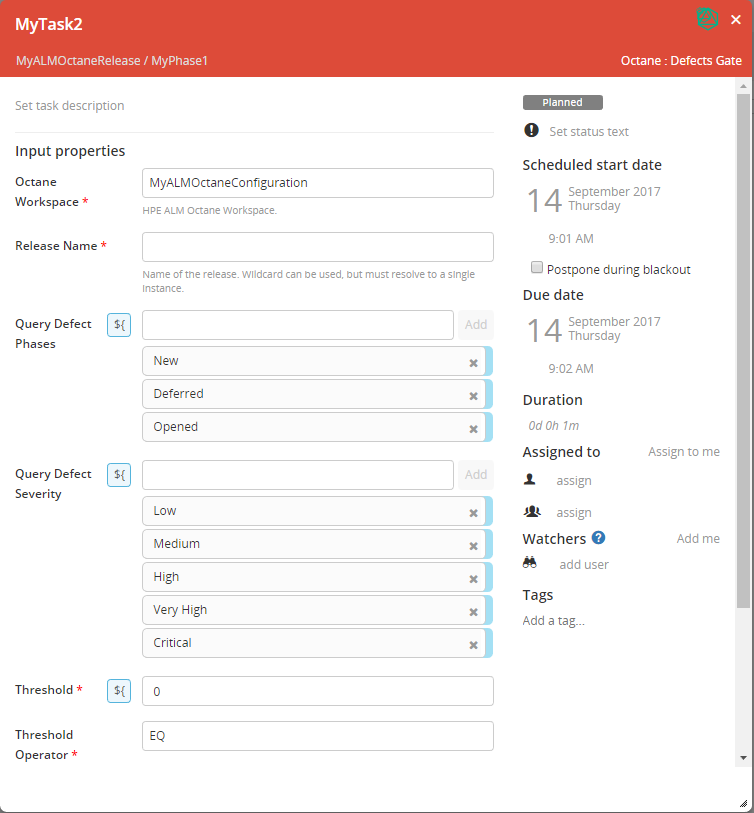 MyTask2
MyALMOctaneRelease / MyPhase1
Octane : Defects Gate
Set task description
Input properties
Octane
Workspace *
MyALMOctaneConfiguration
HPE ALM Octane Workspace.
Release Name *
Name of the release. Wildcard can be used, but must resolve to a single
instance.
Query Defect
Phases
${
Add
New
Deferred
Opened
Query Defect
Severity
${
Add
Low
Medium
High
Very High
Critical
Threshold *
${
0
Threshold
Operator *
EQ
Planned
Set status text
Scheduled start date
14
September 2017
Thursday
9:01 AM
Postpone during blackout
Due date
14
September 2017
Thursday
9:02 AM
Duration
0d 0h 1m
Assigned to
Assign to me
assign
assign
Watchers ?
Add me
add user
Tags
Add a tag...